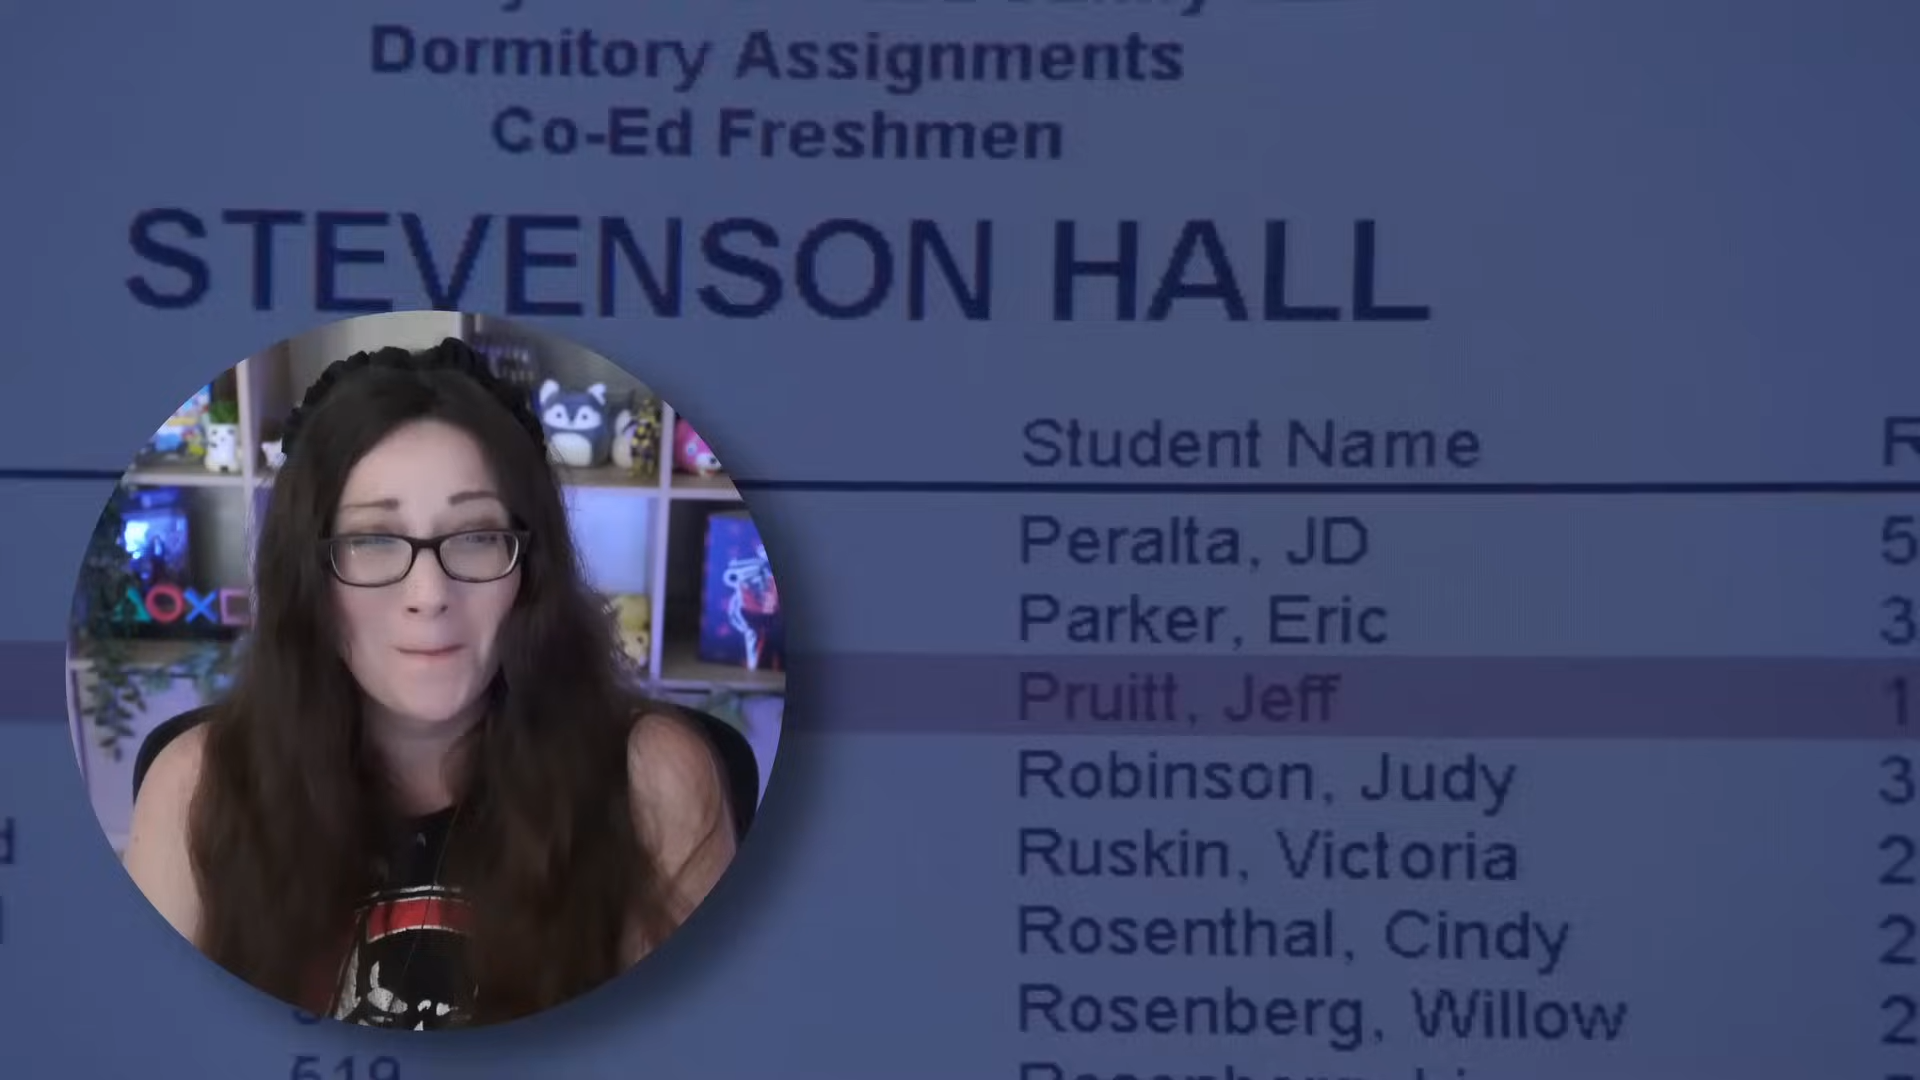 Dormitory Assignments
Co-Ed Freshmen
STEVENSON HALL
Student Name
Peralta, JD
Parker, Eric
Pruitt, Jeff
Robinson, Judy
Ruskin, Victoria
Rosenthal, Cindy
Rosenberg, Willow
519